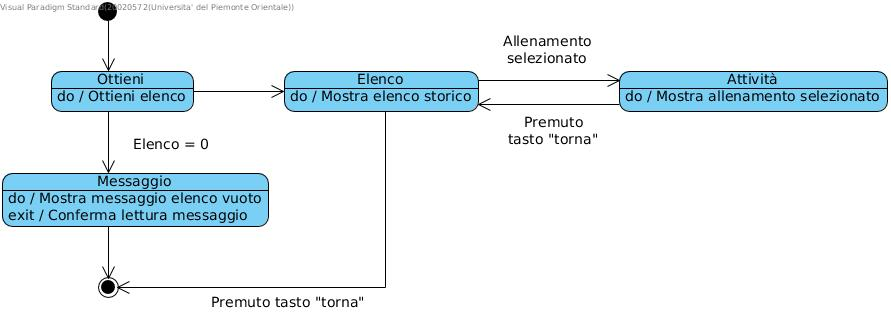 Visual Paradigm Standard(20020572(Universita' del Piemonte Orientale))
Ottieni
do / Ottieni elenco
Elenco
do / Mostra elenco storico
Allenamento
selezionato
Attività
do / Mostra allenamento selezionato
Premuto
tasto "torna"
Elenco = 0
Messaggio
do / Mostra messaggio elenco vuoto
exit / Conferma lettura messaggio
Premuto tasto "torna"